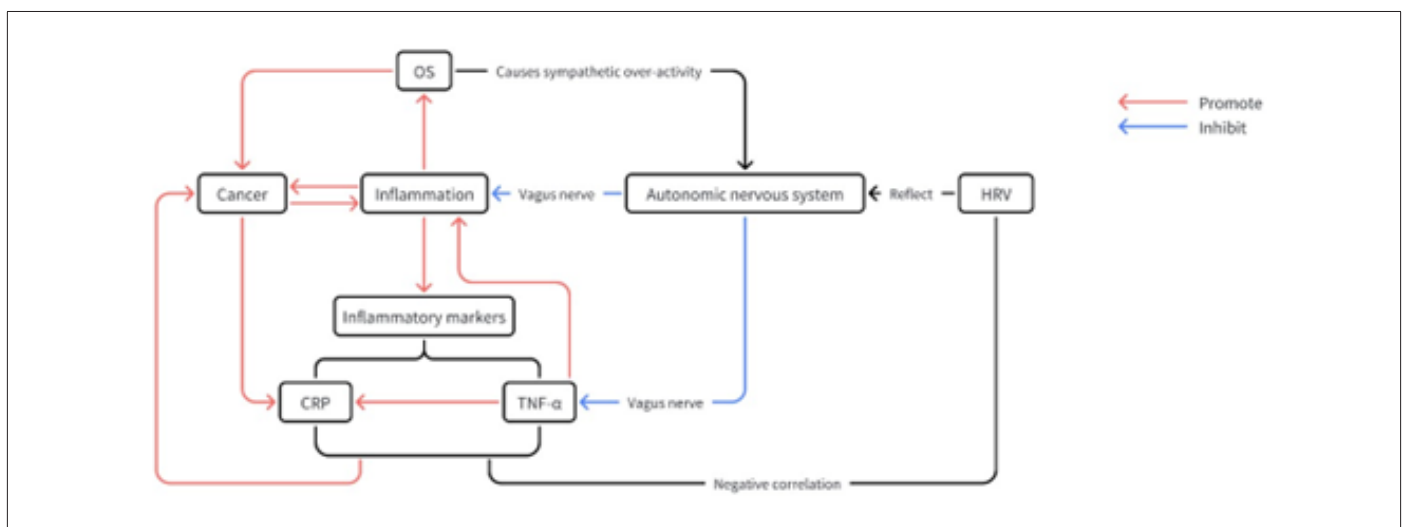 OS
Causes sympathetic over-activity
Promote
Inhibit
Cancer
Inflammation
Vagus nerve
Autonomic nervous system
Reflect
HRV
Inflammatory markers
CRP
TNF-α
Vagus nerve
Negative correlation